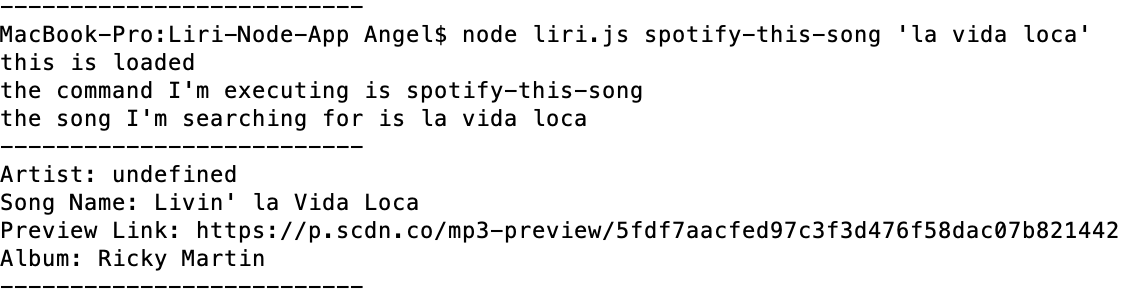 --------------------------
MacBook-Pro:Liri-Node-App Angel$ node liri.js spotify-this-song 'la vida loca'
this is loaded
the command I'm executing is spotify-this-song
the song I'm searching for is la vida loca
--------------------------
Artist: undefined
Song Name: Livin' la Vida Loca
Preview Link: https://p.scdn.co/mp3-preview/5fdf7aacfed97c3f3d476f58dac07b821442
Album: Ricky Martin
--------------------------